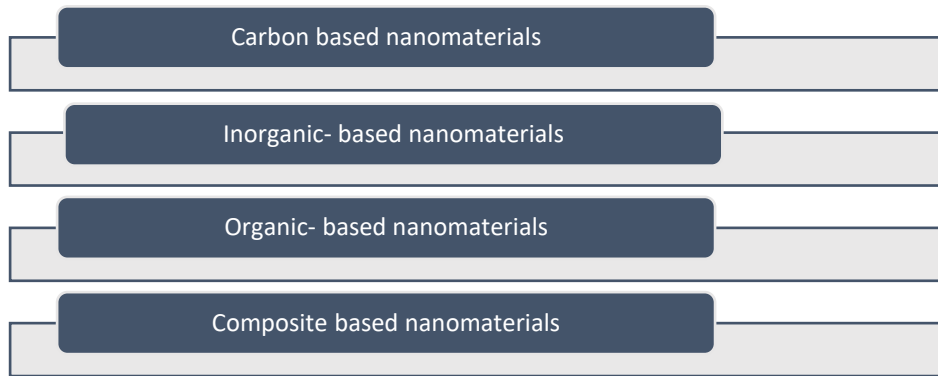 Carbon based nanomaterials
Inorganic- based nanomaterials
Organic- based nanomaterials
Composite based nanomaterials